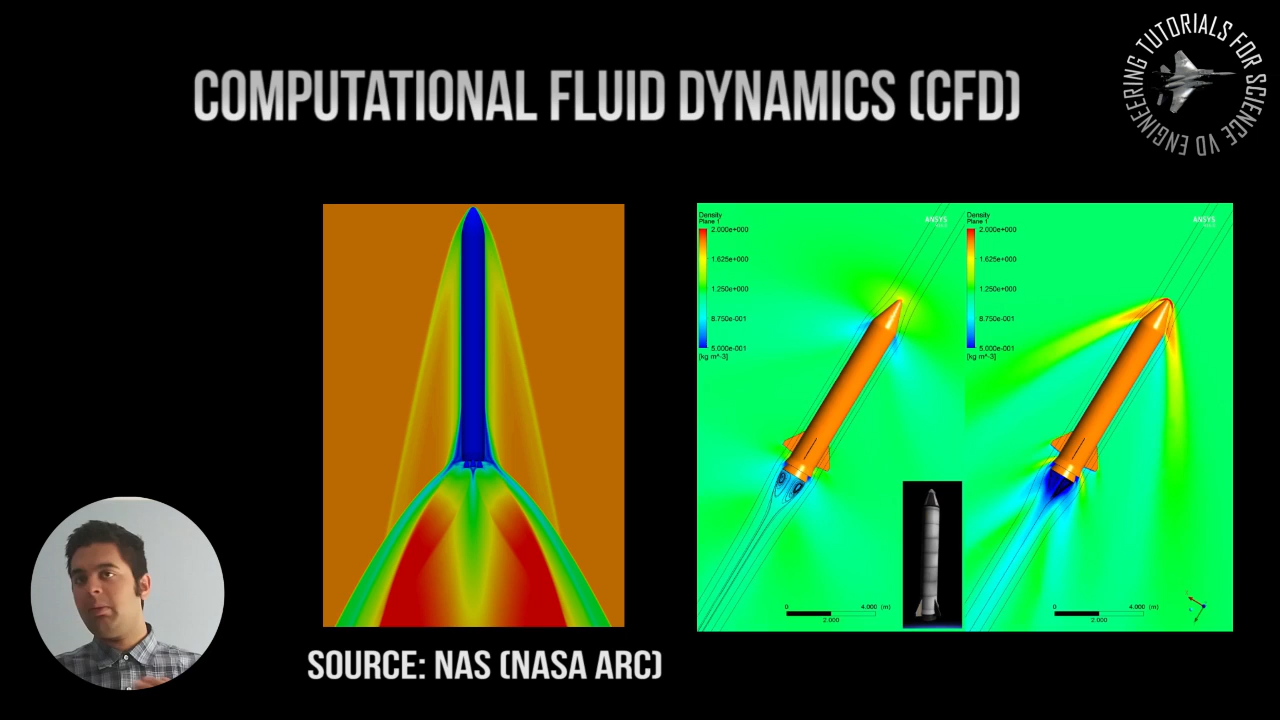 COMPUTATIONAL FLUID DYNAMICS (CFD)
VD ENGINEERING TUTORIALS FOR SCIENCE
Density
Plane 1
2.000e+000
1.625e+000
1.250e+000
8.750e-001
5.000e-001
[kg m^-3]
ANSYS
0
4.000 (m)
2.000
Density
Plane 1
2.000e+000
1.625e+000
1.250e+000
8.750e-001
5.000e-001
[kg m^-3]
ANSYS
0
4.000 (m)
2.000
SOURCE: NAS (NASA ARC)